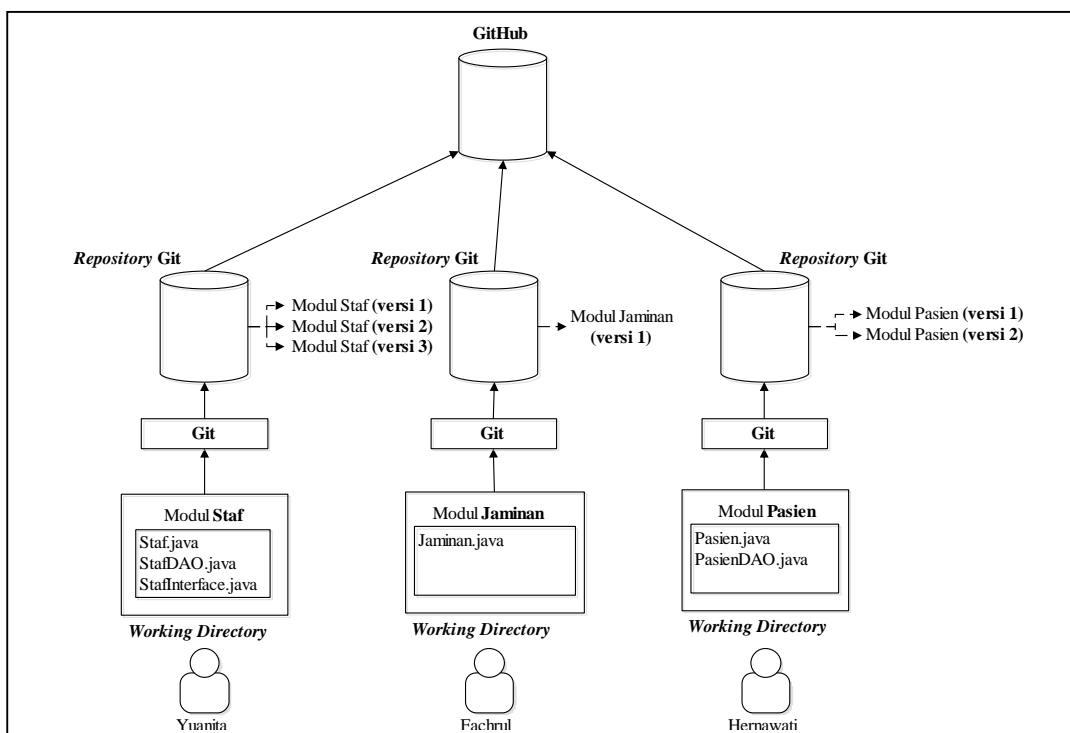 GitHub
Repository Git
Repository Git
Repository Git
Modul Staf (versi 1)
Modul Staf (versi 2)
Modul Staf (versi 3)
Modul Jaminan
(versi 1)
Modul Pasien (versi 1)
Modul Pasien (versi 2)
Git
Git
Git
Modul Staf
Staf.java
StafDAO.java
StafInterface.java
Modul Jaminan
Jaminan.java
Modul Pasien
Pasien.java
PasienDAO.java
Working Directory
Working Directory
Working Directory
Yuanita
Fachrul
Hernawati